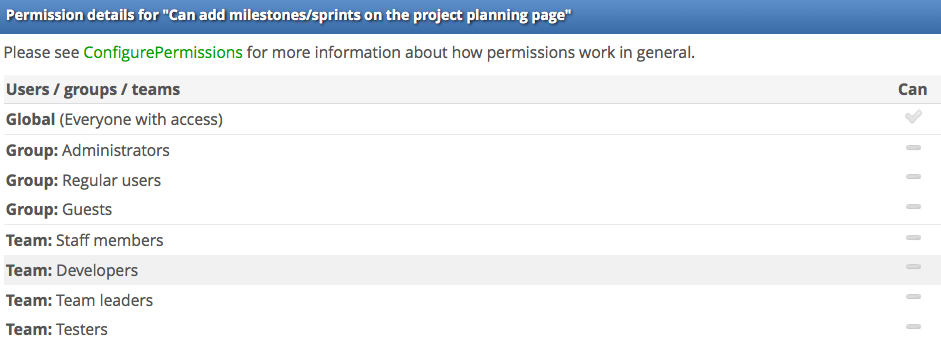 Permission details for "Can add milestones/sprints on the project planning page"
Please see ConfigurePermissions for more information about how permissions work in general.
Users / groups / teams Can
Global (Everyone with access)
Group: Administrators
Group: Regular users
Group: Guests
Team: Staff members
Team: Developers
Team: Team leaders
Team: Testers